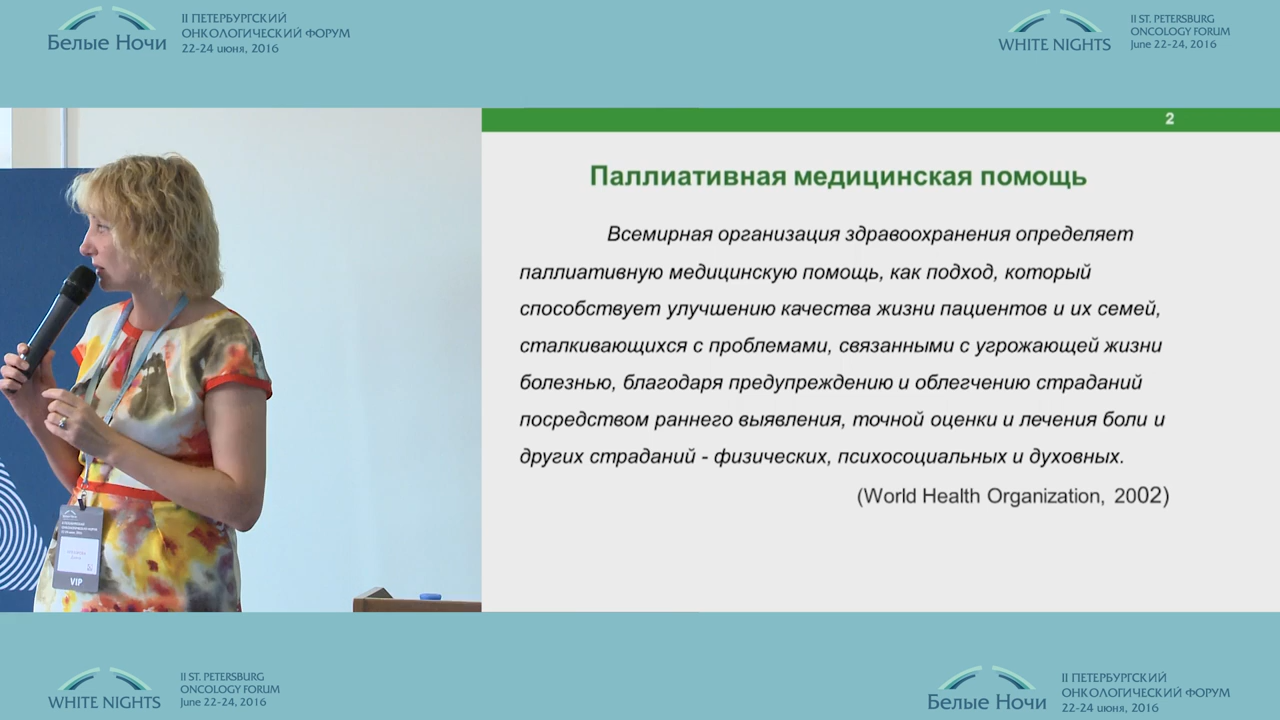 Белые Ночи
II ПЕТЕРБУРГСКИЙ
ОНКОЛОГИЧЕСКИЙ ФОРУМ
22-24 июня, 2016
WHITE NIGHTS
II ST. PETERSBURG
ONCOLOGY FORUM
June 22-24, 2016
2
Паллиативная медицинская помощь
Всемирная организация здравоохранения определяет
паллиативную медицинскую помощь, как подход, который
способствует улучшению качества жизни пациентов и их семей,
сталкивающихся с проблемами, связанными с угрожающей жизни
болезнью, благодаря предупреждению и облегчению страданий
посредством раннего выявления, точной оценки и лечения боли и
других страданий - физических, психосоциальных и духовных.
(World Health Organization, 2002)
VIP
WHITE NIGHTS
II ST. PETERSBURG
ONCOLOGY FORUM
June 22-24, 2016
Белые Ночи
II ПЕТЕРБУРГСКИЙ
ОНКОЛОГИЧЕСКИЙ ФОРУМ
22-24 июня, 2016